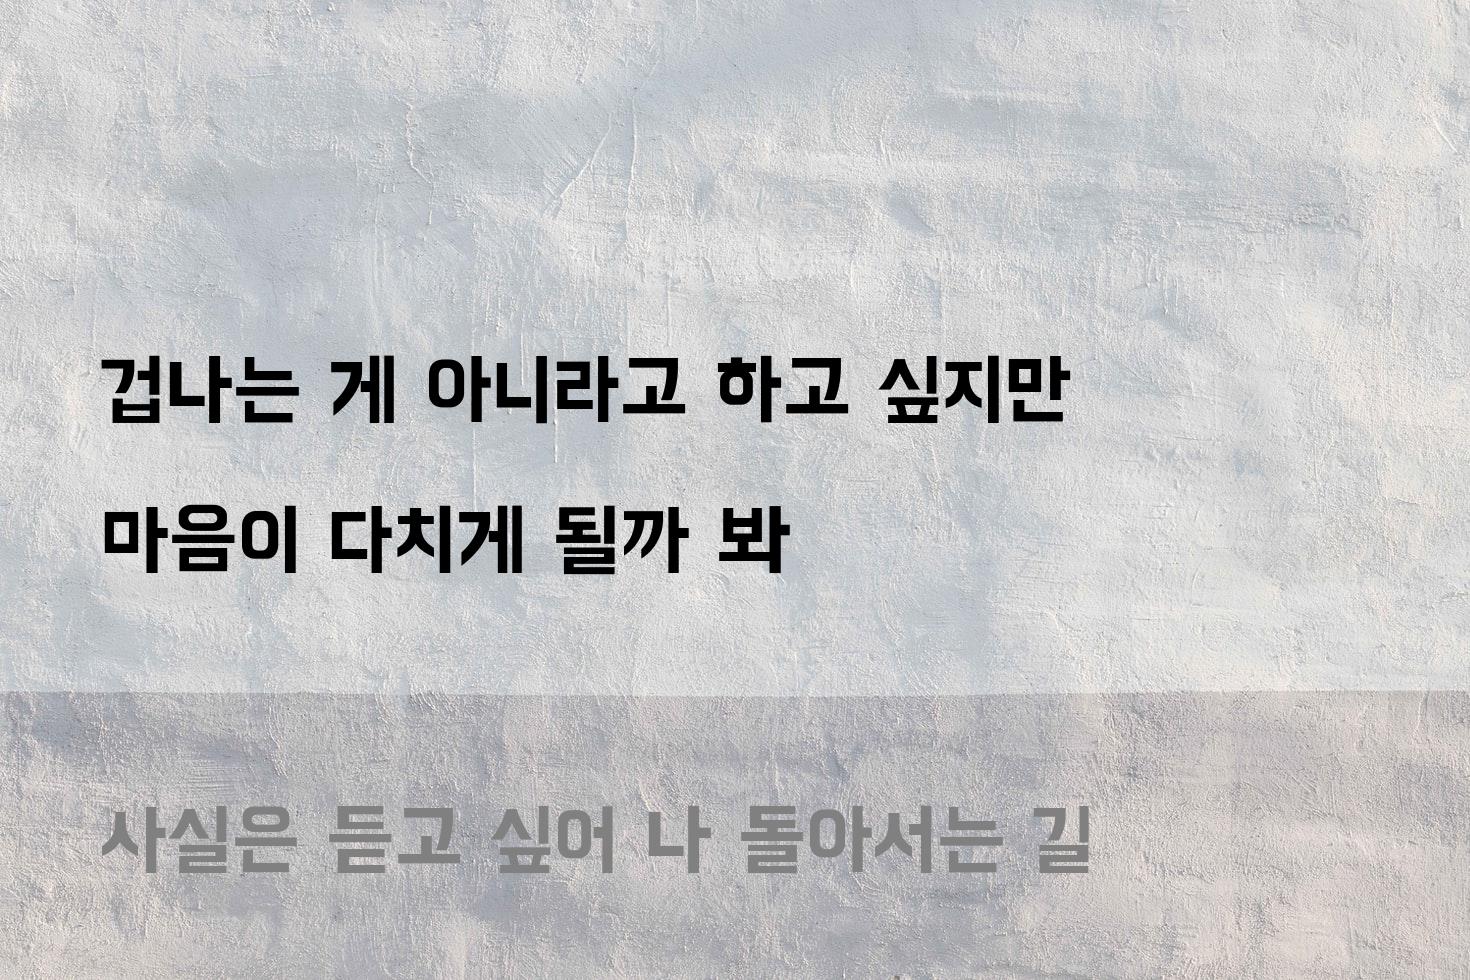 겁나는 게 아니라고 하고 싶지만
마음이 다치게 될까 봐
사실은 듣고 싶어 나 돌아서는 길